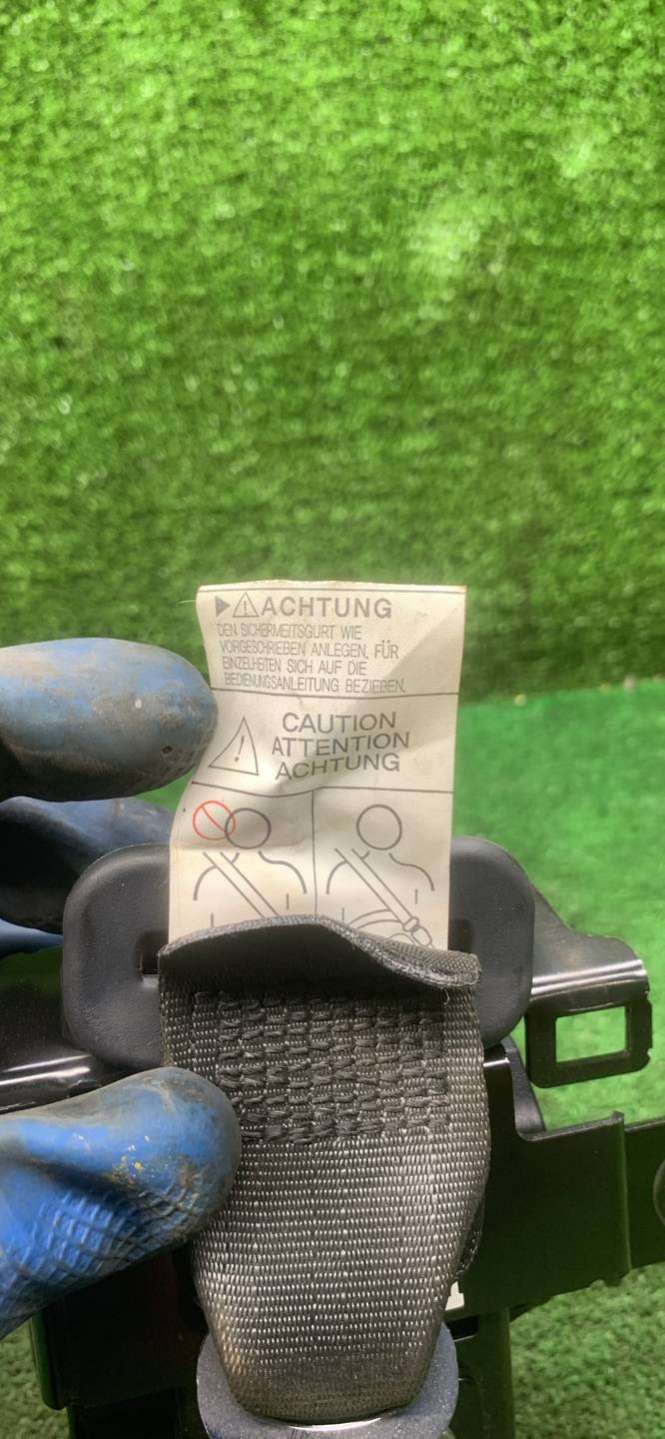 ACHTUNG
DEN SICHERHEITSGURT WIE
VORGESCHRIEBEN ANLEGEN, FÜR
EINZELHEITEN SICH AUF DIE
BEDIENUNGSANLEITUNG BEZIEHEN.
CAUTION
ATTENTION
ACHTUNG